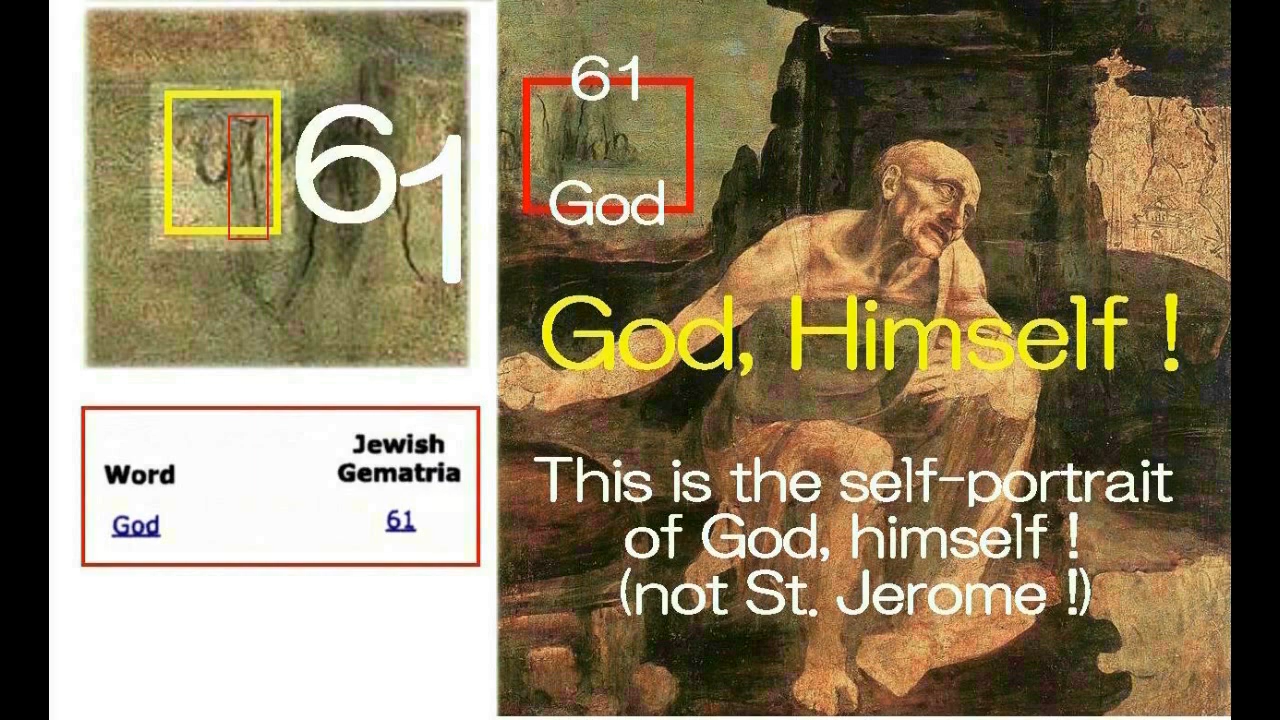 61
Word
Jewish
Gematria
God
61
61
God
God, Himself !
This is the self-portrait
of God, himself !
(not St. Jerome !)